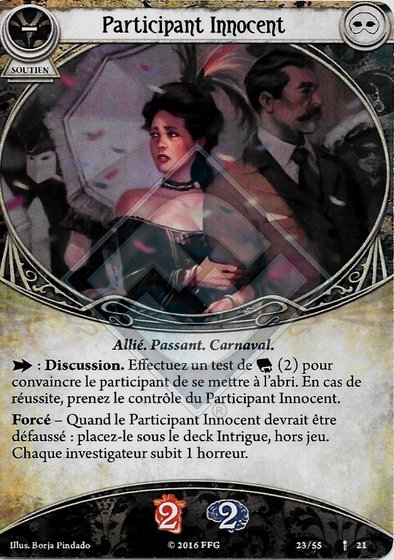 Participant Innocent
SOUTIEN
Allié. Passant. Carnaval.
: Discussion. Effectuez un test de (2) pour
convaincre le participant de se mettre à l'abri. En cas de
réussite, prenez le contrôle du Participant Innocent.
Forcé – Quand le Participant Innocent devrait être
défaussé : placez-le sous le deck Intrigue, hors jeu.
Chaque investigateur subit 1 horreur.
®
2 2
Illus. Borja Pindado © 2016 FFG 23/55 21